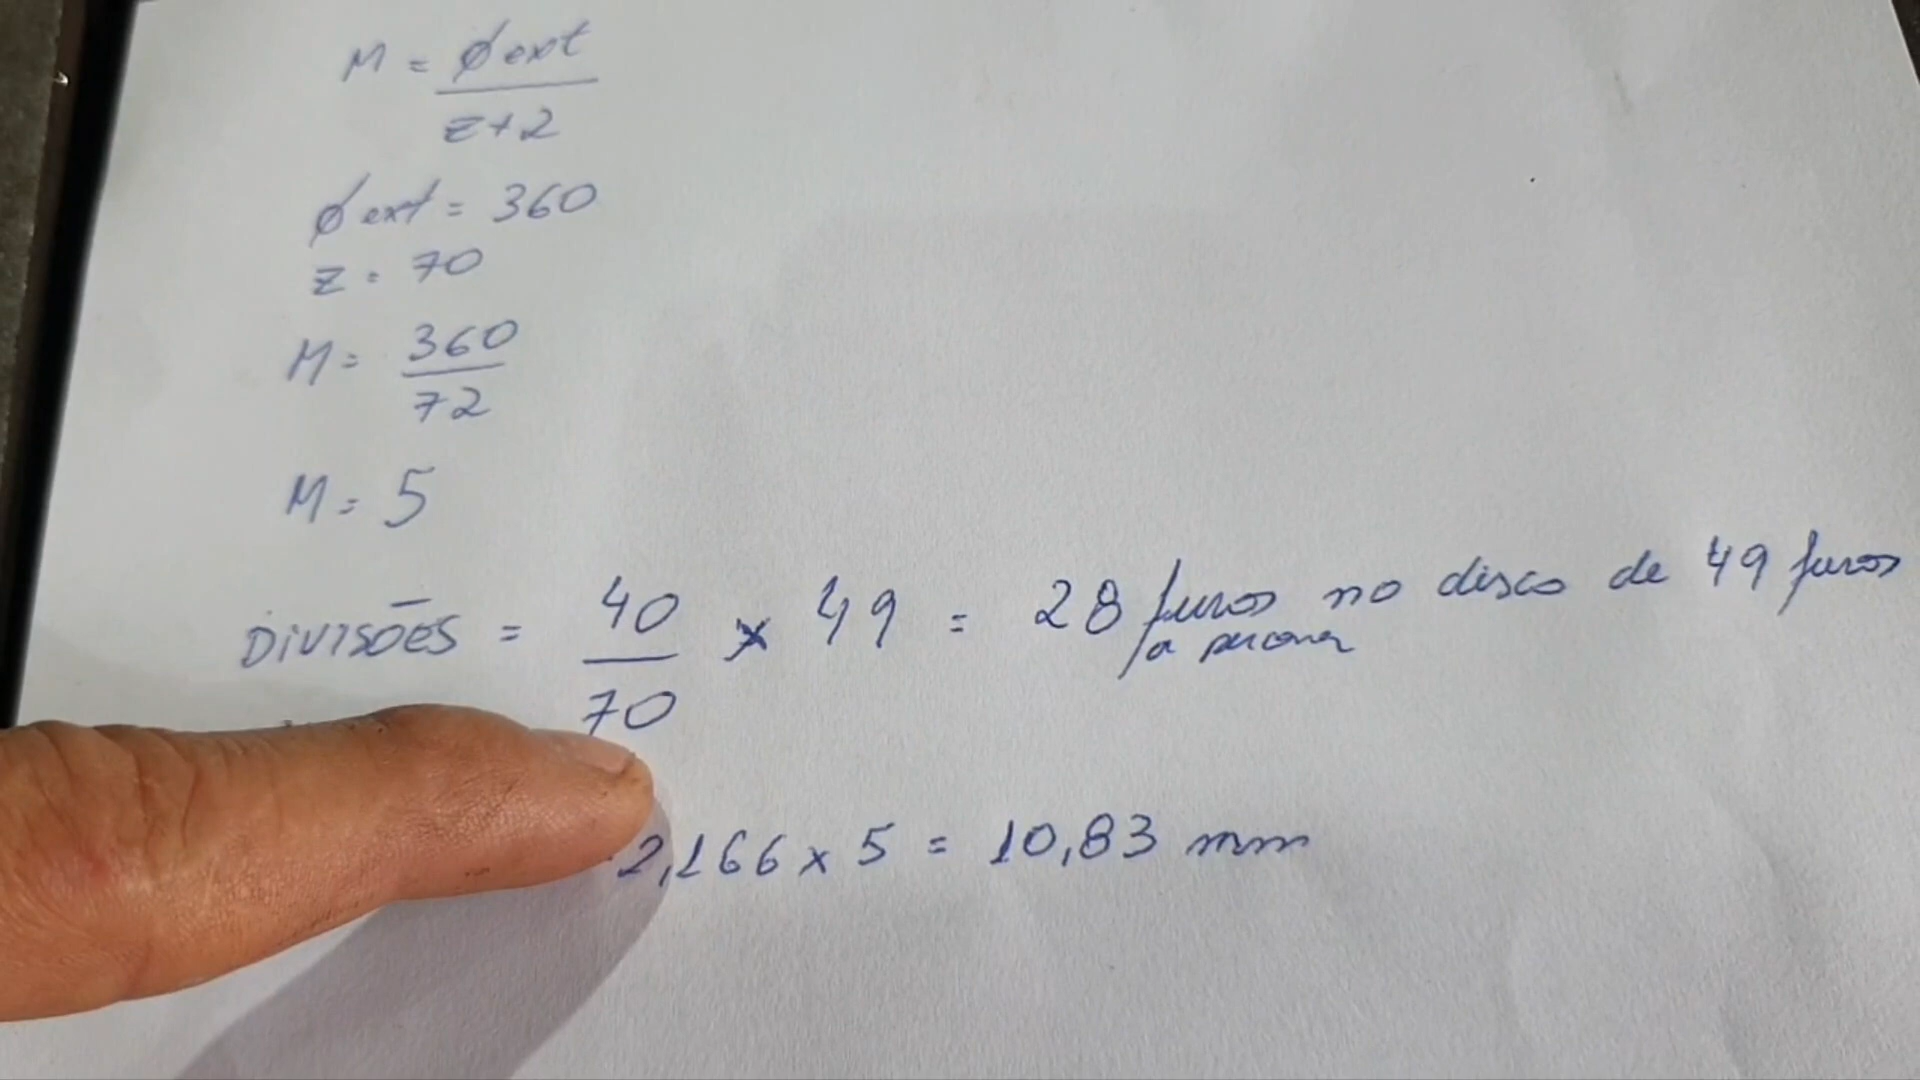 M = øext
z+2
øext = 360
z = 70
M = 360
72
M = 5
DIVISÕES = 40 x 49 = 28 furos no disco de 49 furos
70
a
2,166 x 5 = 10,83 mm